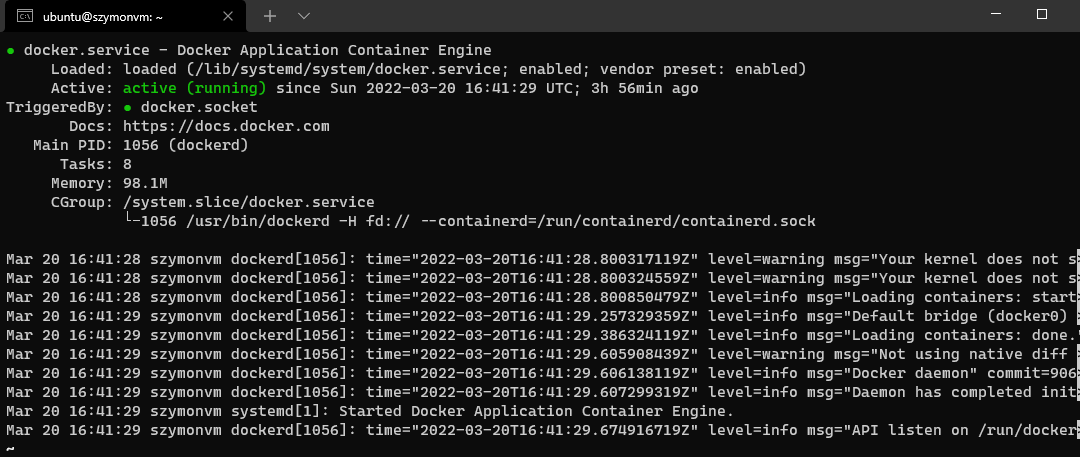 ubuntu@szymonvm: ~
● docker.service - Docker Application Container Engine
Loaded: loaded (/lib/systemd/system/docker.service; enabled; vendor preset: enabled)
Active: active (running) since Sun 2022-03-20 16:41:29 UTC; 3h 56min ago
TriggeredBy: ● docker.socket
Docs: https://docs.docker.com
Main PID: 1056 (dockerd)
Tasks: 8
Memory: 98.1M
CGroup: /system.slice/docker.service
└─1056 /usr/bin/dockerd -H fd:// --containerd=/run/containerd/containerd.sock
Mar 20 16:41:28 szymonvm dockerd[1056]: time="2022-03-20T16:41:28.800317119Z" level=warning msg="Your kernel does not s>
Mar 20 16:41:28 szymonvm dockerd[1056]: time="2022-03-20T16:41:28.800324559Z" level=warning msg="Your kernel does not s>
Mar 20 16:41:28 szymonvm dockerd[1056]: time="2022-03-20T16:41:28.800850479Z" level=info msg="Loading containers: start>
Mar 20 16:41:29 szymonvm dockerd[1056]: time="2022-03-20T16:41:29.257329359Z" level=info msg="Default bridge (docker0) >
Mar 20 16:41:29 szymonvm dockerd[1056]: time="2022-03-20T16:41:29.386324119Z" level=info msg="Loading containers: done."
Mar 20 16:41:29 szymonvm dockerd[1056]: time="2022-03-20T16:41:29.605908439Z" level=warning msg="Not using native diff >
Mar 20 16:41:29 szymonvm dockerd[1056]: time="2022-03-20T16:41:29.606138119Z" level=info msg="Docker daemon" commit=906>
Mar 20 16:41:29 szymonvm dockerd[1056]: time="2022-03-20T16:41:29.607299319Z" level=info msg="Daemon has completed init>
Mar 20 16:41:29 szymonvm systemd[1]: Started Docker Application Container Engine.
Mar 20 16:41:29 szymonvm dockerd[1056]: time="2022-03-20T16:41:29.674916719Z" level=info msg="API listen on /run/docker>
~